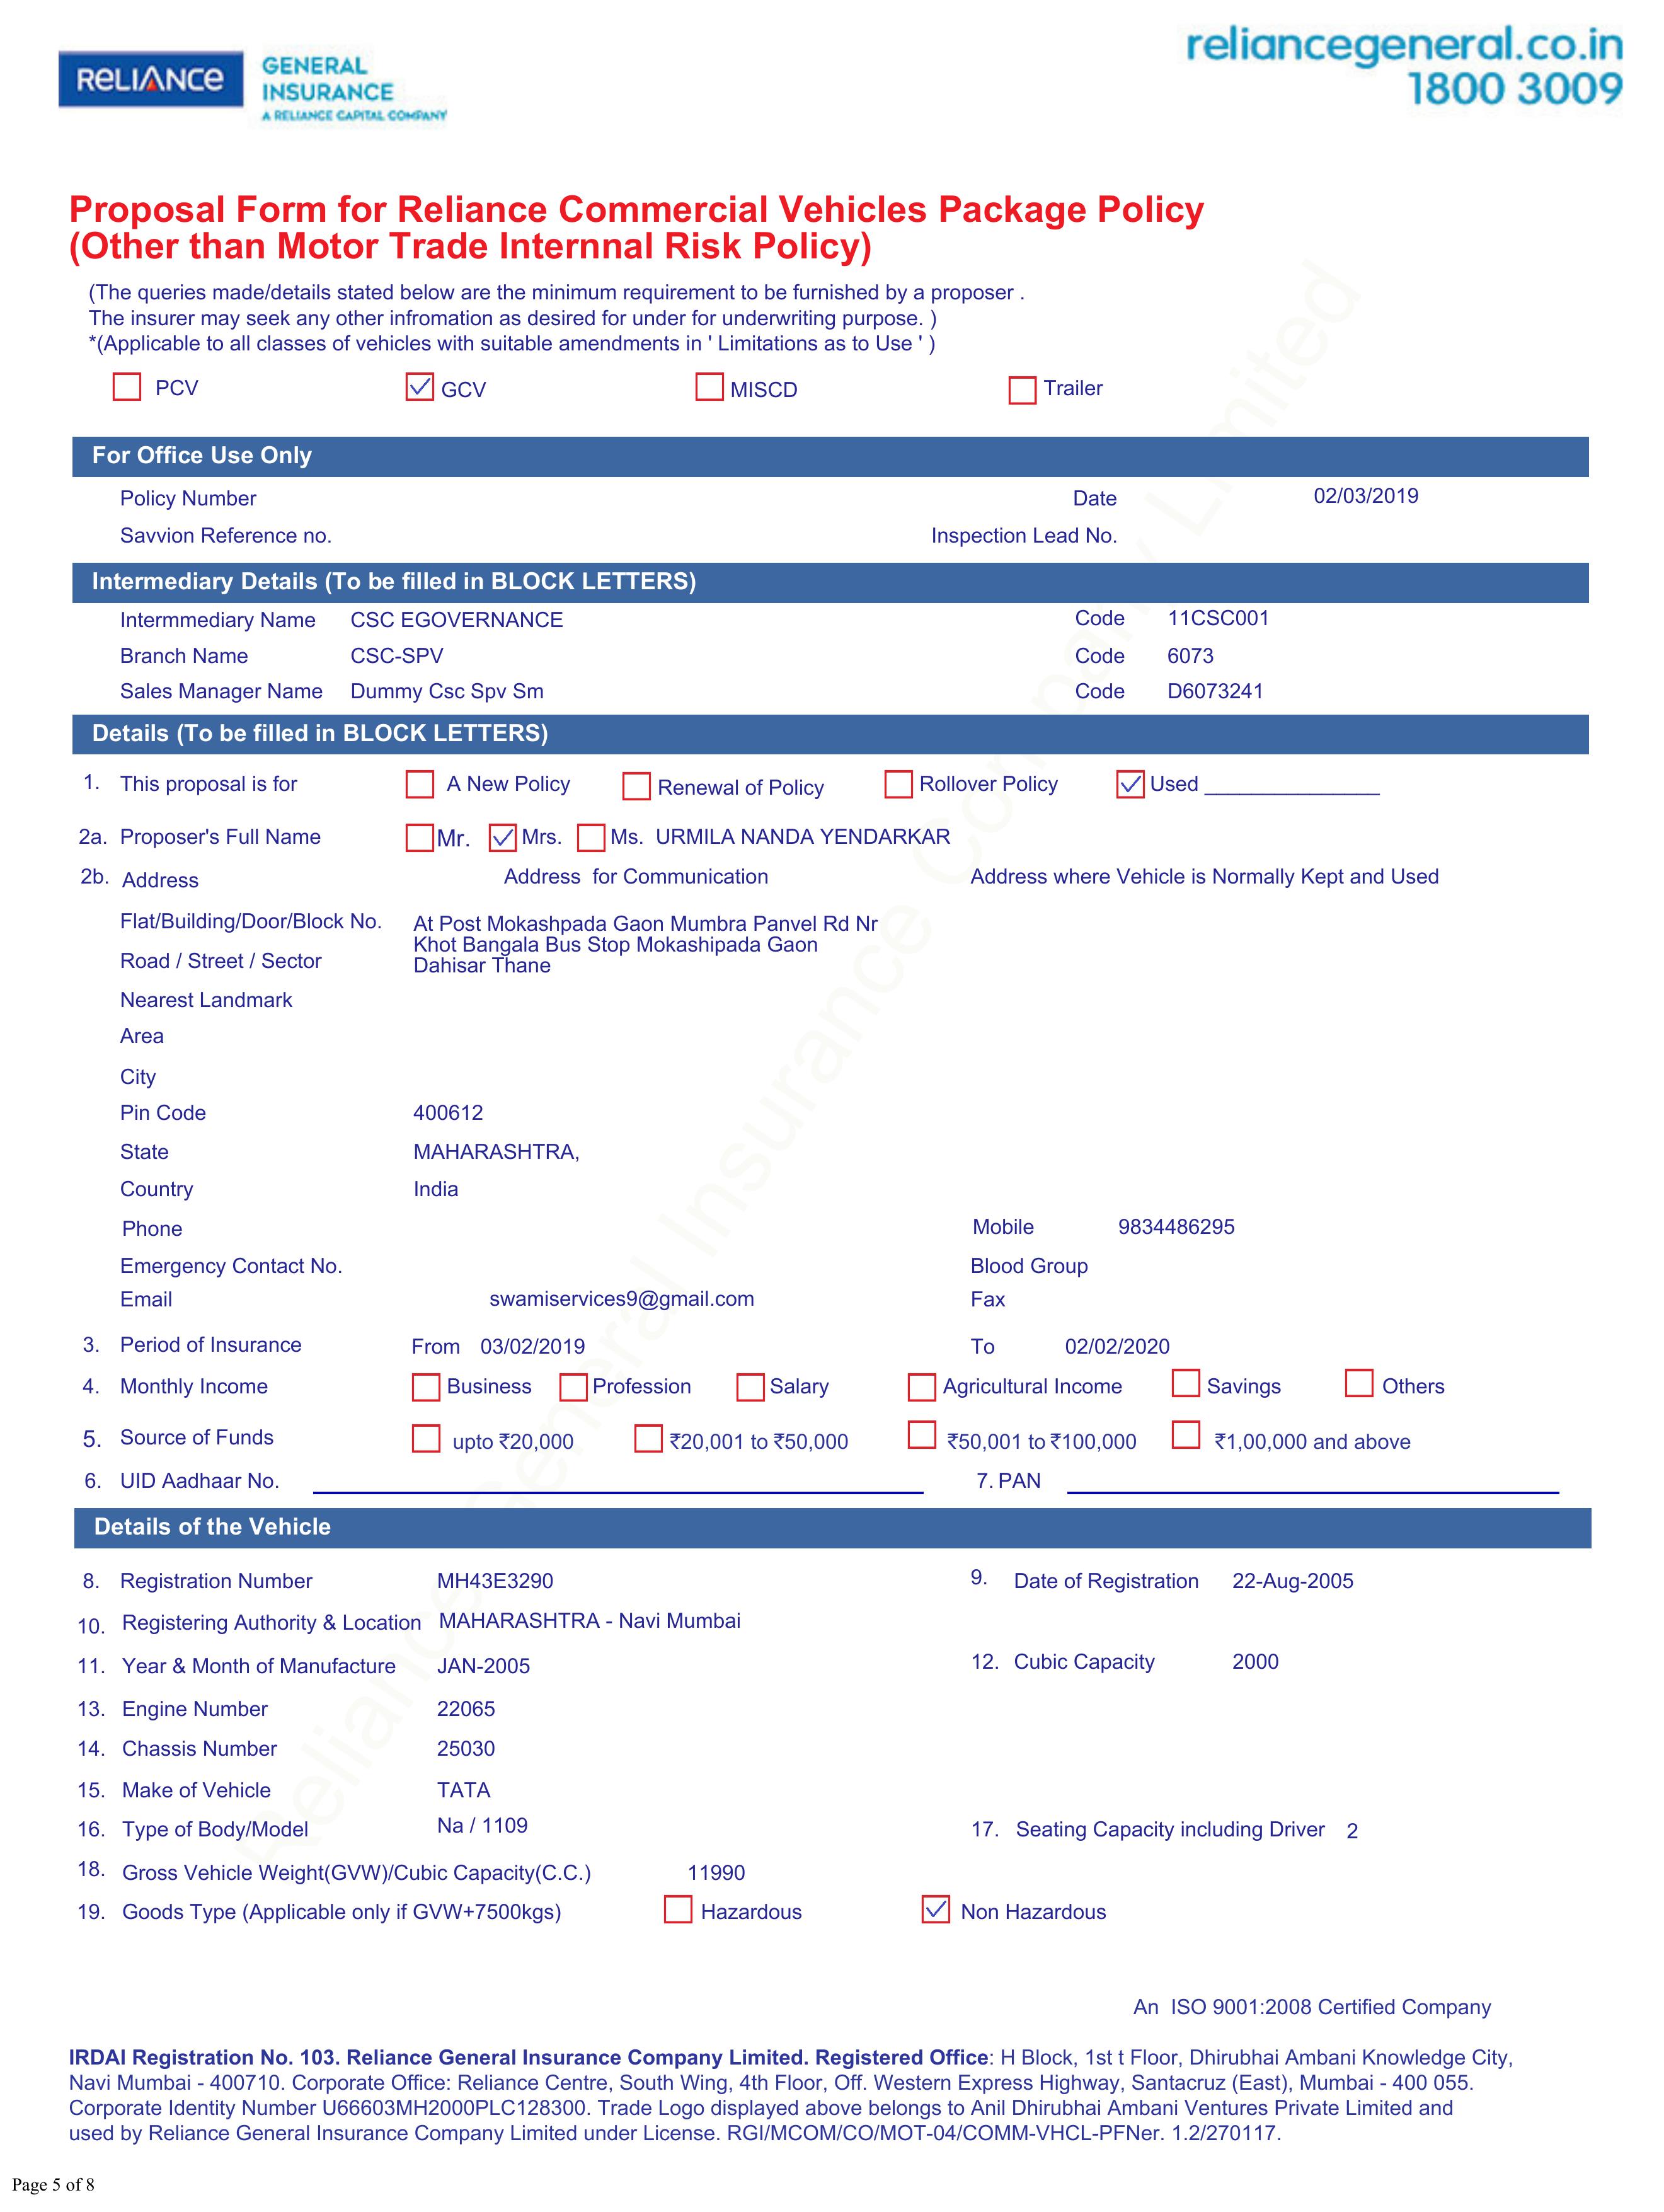 RELIANCE GENERAL INSURANCE
A RELIANCE CAPITAL COMPANY
reliancegeneral.co.in
1800 3009
Proposal Form for Reliance Commercial Vehicles Package Policy
(Other than Motor Trade Internnal Risk Policy)
(The queries made/details stated below are the minimum requirement to be furnished by a proposer .
The insurer may seek any other infromation as desired for under for underwriting purpose. )
*(Applicable to all classes of vehicles with suitable amendments in ' Limitations as to Use ' )
PCV GCV MISCD Trailer
For Office Use Only
Policy Number Date 02/03/2019
Savvion Reference no. Inspection Lead No.
Intermediary Details (To be filled in BLOCK LETTERS)
Intermmediary Name CSC EGOVERNANCE Code 11CSC001
Branch Name CSC-SPV Code 6073
Sales Manager Name Dummy Csc Spv Sm Code D6073241
Details (To be filled in BLOCK LETTERS)
1. This proposal is for A New Policy Renewal of Policy Rollover Policy Used _______________
2a. Proposer's Full Name Mr. Mrs. Ms. URMILA NANDA YENDARKAR
2b. Address Address for Communication Address where Vehicle is Normally Kept and Used
Flat/Building/Door/Block No. At Post Mokashpada Gaon Mumbra Panvel Rd Nr
Khot Bangala Bus Stop Mokashipada Gaon
Road / Street / Sector Dahisar Thane
Nearest Landmark
Area
City
Pin Code 400612
State MAHARASHTRA,
Country India
Phone Mobile 9834486295
Emergency Contact No. Blood Group
Email swamiservices9@gmail.com Fax
3. Period of Insurance From 03/02/2019 To 02/02/2020
4. Monthly Income Business Profession Salary Agricultural Income Savings Others
5. Source of Funds upto ₹20,000 ₹20,001 to ₹50,000 ₹50,001 to ₹100,000 ₹1,00,000 and above
6. UID Aadhaar No. 7. PAN
Details of the Vehicle
8. Registration Number MH43E3290 9. Date of Registration 22-Aug-2005
10. Registering Authority & Location MAHARASHTRA - Navi Mumbai
11. Year & Month of Manufacture JAN-2005 12. Cubic Capacity 2000
13. Engine Number 22065
14. Chassis Number 25030
15. Make of Vehicle TATA
16. Type of Body/Model Na / 1109 17. Seating Capacity including Driver 2
18. Gross Vehicle Weight(GVW)/Cubic Capacity(C.C.) 11990
19. Goods Type (Applicable only if GVW+7500kgs) Hazardous Non Hazardous
Reliance General Insurance Company Limited
An ISO 9001:2008 Certified Company
IRDAI Registration No. 103. Reliance General Insurance Company Limited. Registered Office: H Block, 1st t Floor, Dhirubhai Ambani Knowledge City,
Navi Mumbai - 400710. Corporate Office: Reliance Centre, South Wing, 4th Floor, Off. Western Express Highway, Santacruz (East), Mumbai - 400 055.
Corporate Identity Number U66603MH2000PLC128300. Trade Logo displayed above belongs to Anil Dhirubhai Ambani Ventures Private Limited and
used by Reliance General Insurance Company Limited under License. RGI/MCOM/CO/MOT-04/COMM-VHCL-PFNer. 1.2/270117.
Page 5 of 8